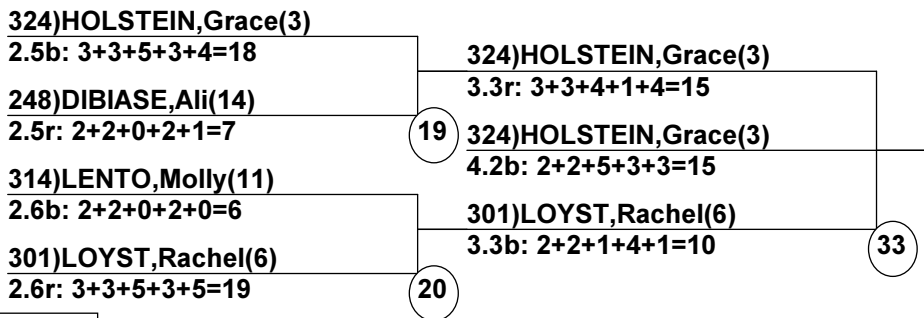 324)HOLSTEIN,Grace(3)
2.5b: 3+3+5+3+4=18
248)DIBIASE,Ali(14)
2.5r: 2+2+0+2+1=7
19
314)LENTO,Molly(11)
2.6b: 2+2+0+2+0=6
301)LOYST,Rachel(6)
2.6r: 3+3+5+3+5=19
20
324)HOLSTEIN,Grace(3)
3.3r: 3+3+4+1+4=15
324)HOLSTEIN,Grace(3)
4.2b: 2+2+5+3+3=15
301)LOYST,Rachel(6)
3.3b: 2+2+1+4+1=10
33